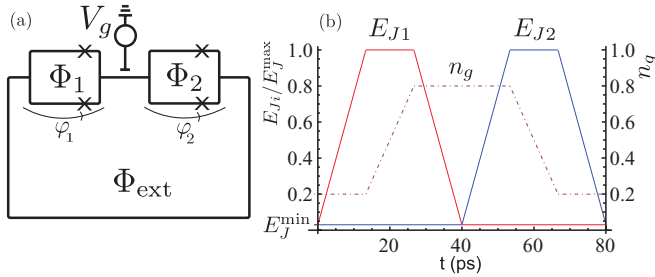 (a)
V_g
Φ_1
Φ_2
φ_1
φ_2
Φ_ext
(b)
E_J1
E_J2
E_Ji/E_J^max
n_g
n_g
1.0
0.8
0.6
0.4
0.2
E_J^min
1.0
0.8
0.6
0.4
0.2
20
40
60
80
t (ps)